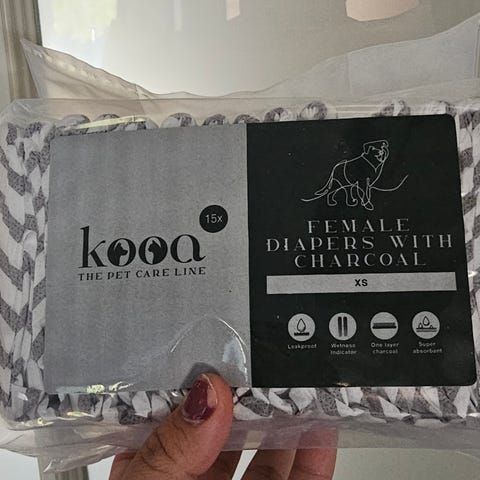 15x
kooa
THE PET CARE LINE
FEMALE
DIAPERS WITH
CHARCOAL
XS
Leakproof
Wetness
Indicator
One layer
charcoal
Super
absorbent